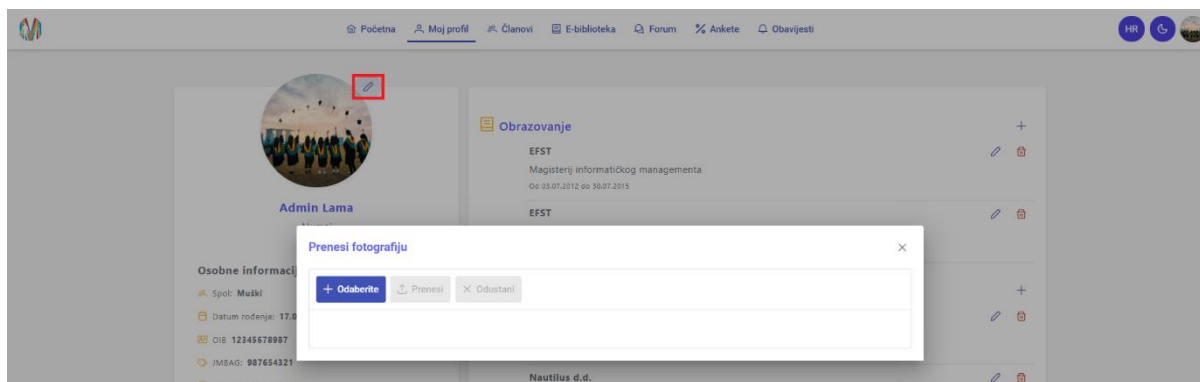 Početna Moj profil Članovi E-biblioteka Forum Ankete Obavijesti HR
Admin Lama
Osobne informacij
Spol: Muški
Datum rođenja: 17.0
OIB 12345678987
JMBAG: 987654321
Obrazovanje
EFST
Magisterij informatičkog managementa
Od 03.07.2012 do 30.07.2015
EFST
Prenesi fotografiju
Odaberite Prenesi Odustani
Nautilus d.d.